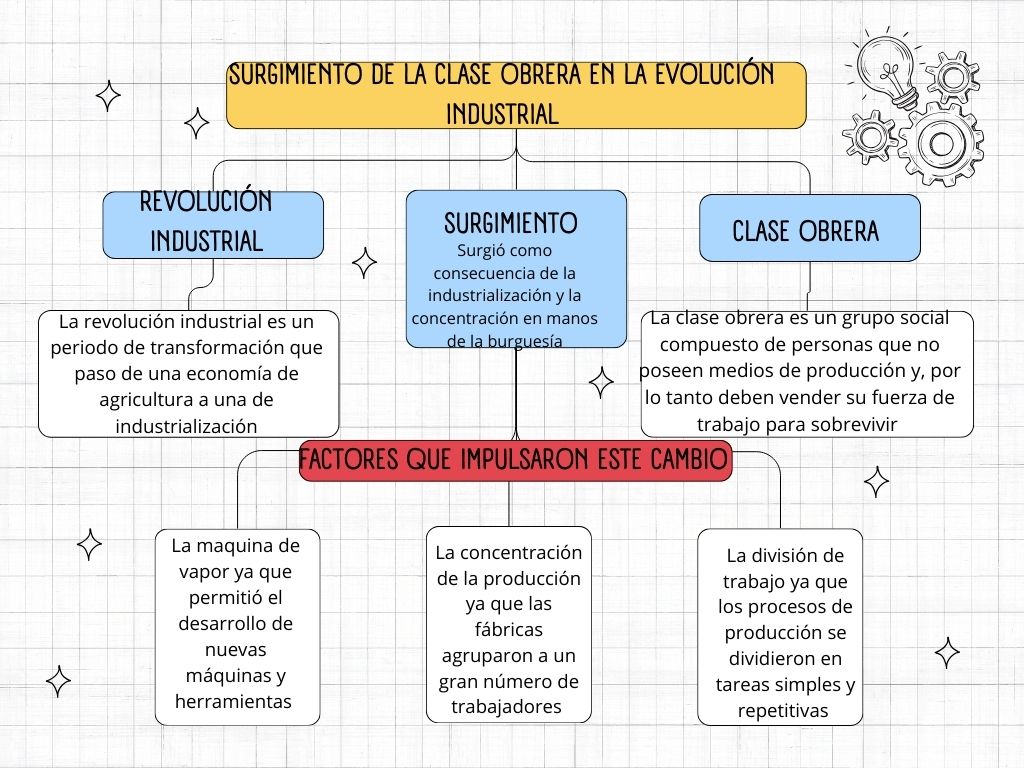 SURGIMIENTO DE LA CLASE OBRERA EN LA EVOLUCIÓN
INDUSTRIAL
REVOLUCIÓN
INDUSTRIAL
La revolución industrial es un
periodo de transformación que
paso de una economía de
agricultura a una de
industrialización
SURGIMIENTO
Surgió como
consecuencia de la
industrialización y la
concentración en manos
de la burguesía
CLASE OBRERA
La clase obrera es un grupo social
compuesto de personas que no
poseen medios de producción y, por
lo tanto deben vender su fuerza de
trabajo para sobrevivir
FACTORES QUE IMPULSARON ESTE CAMBIO
La maquina de
vapor ya que
permitió el
desarrollo de
nuevas
máquinas y
herramientas
La concentración
de la producción
ya que las
fábricas
agruparon a un
gran número de
trabajadores
La división de
trabajo ya que
los procesos de
producción se
dividieron en
tareas simples y
repetitivas